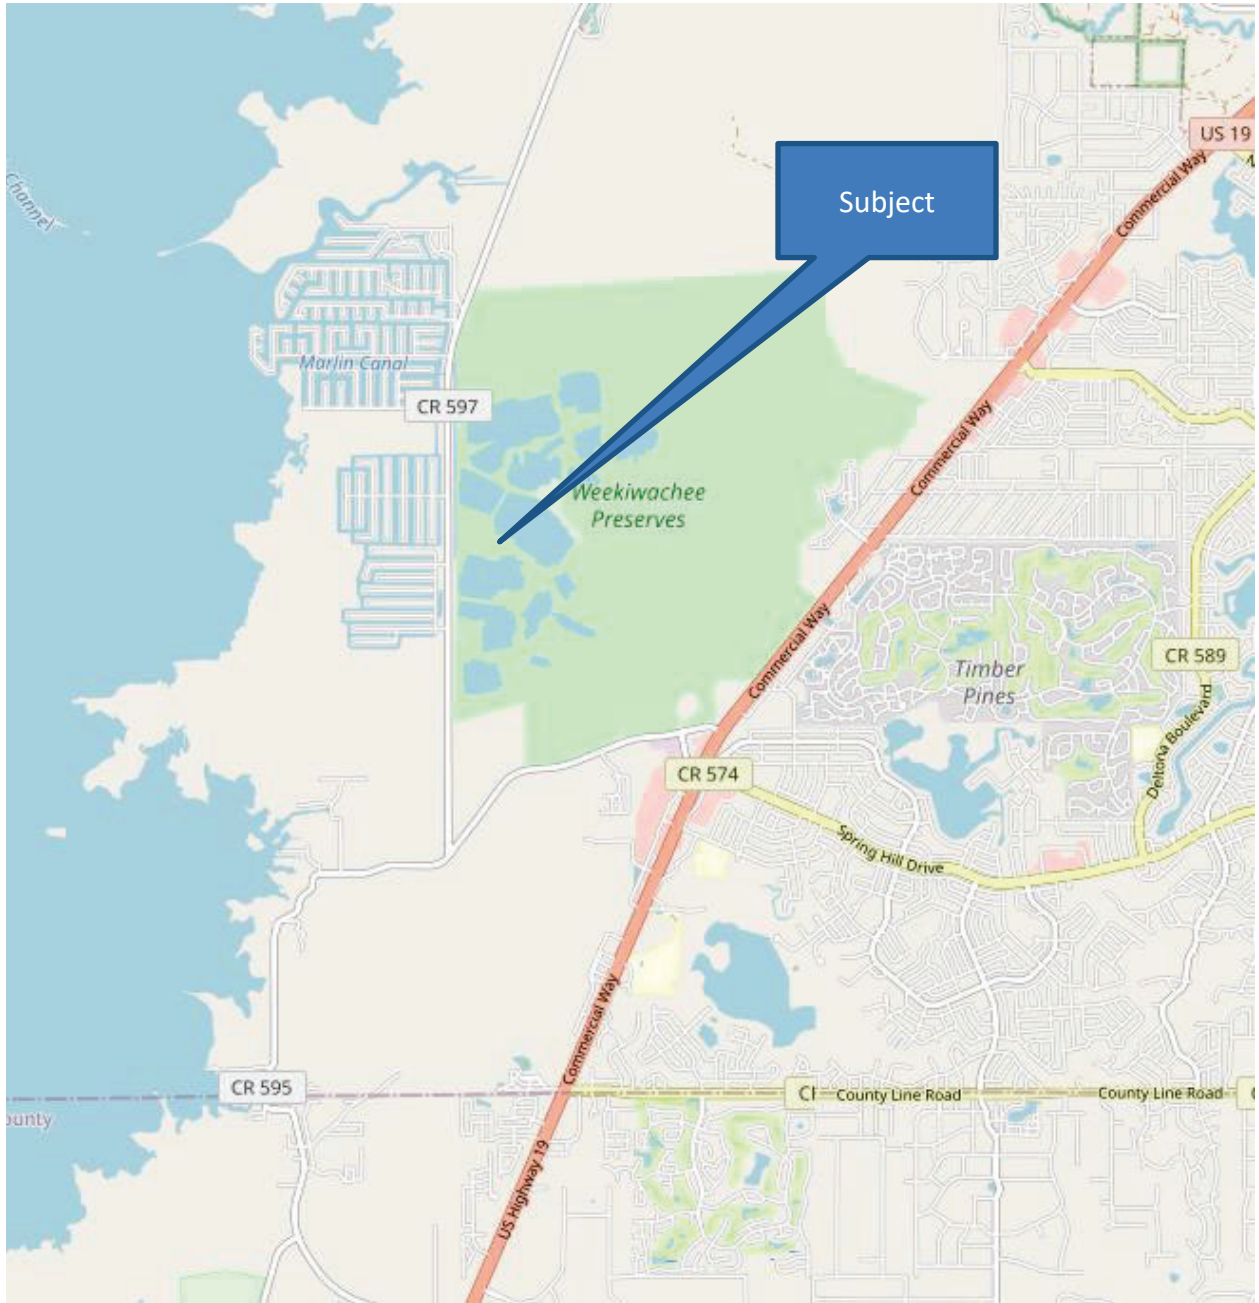 US 19
Channel
Subject
Commercial Way
Marlin Canal
CR 597
Commercial Way
Weekiwachee
Preserves
Commercial Way
CR 589
Timber
Pines
Deltona Boulevard
CR 574
Spring Hill Drive
Commercial Way
CR 595
County Line Road
County Line Road
US Highway 19